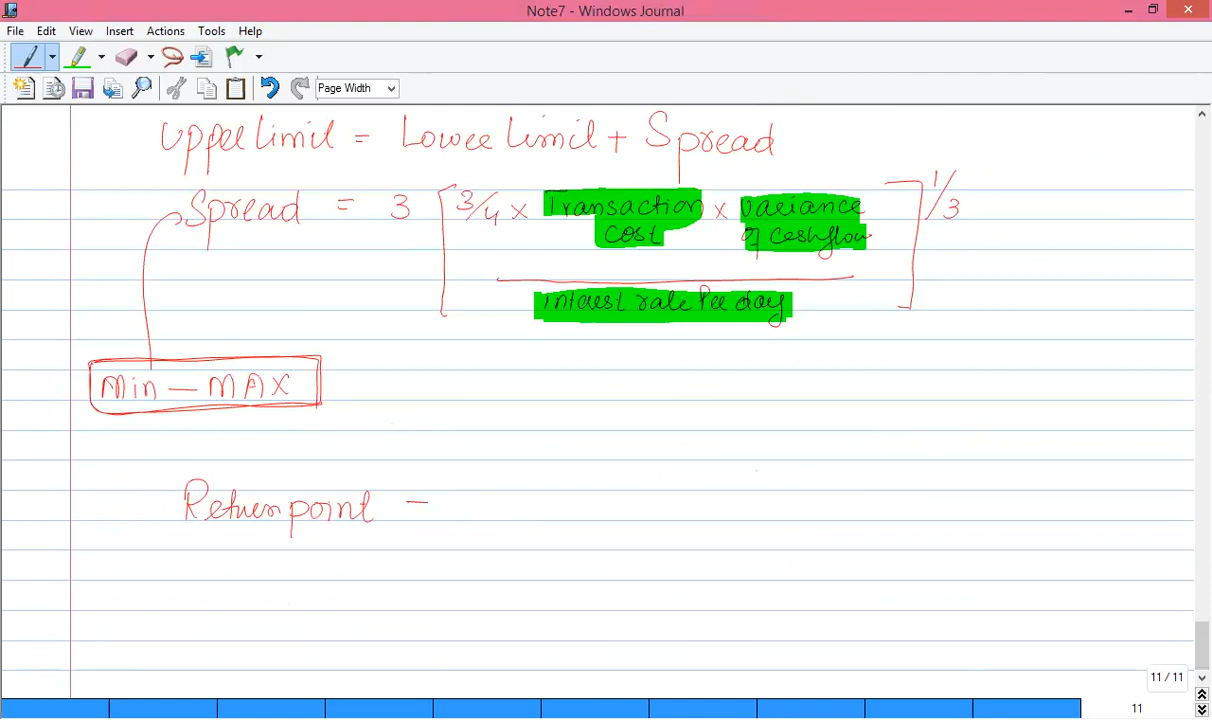 Note7 - Windows Journal
File Edit View Insert Actions Tools Help
Page Width
Upper limit = Lower limit + Spread
Spread = 3 [ 3/4 × Transaction cost × variance of cashflow ] 1/3
interest rate Per day
Min — MAX
Return point =
11 / 11
11